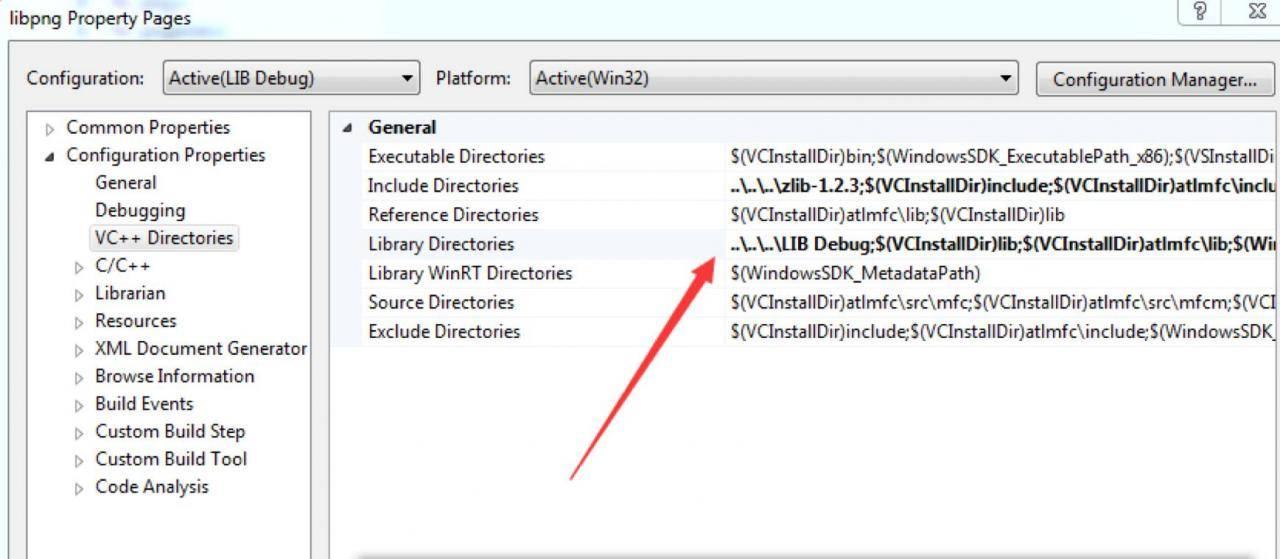 libpng Property Pages
Configuration: Active(LIB Debug) Platform: Active(Win32) Configuration Manager...
Common Properties
Configuration Properties
General
Debugging
VC++ Directories
C/C++
Librarian
Resources
XML Document Generator
Browse Information
Build Events
Custom Build Step
Custom Build Tool
Code Analysis
General
Executable Directories $(VCInstallDir)bin;$(WindowsSDK_ExecutablePath_x86);$(VSInstallDi
Include Directories ..\..\..\zlib-1.2.3;$(VCInstallDir)include;$(VCInstallDir)atlmfc\inclu
Reference Directories $(VCInstallDir)atlmfc\lib;$(VCInstallDir)lib
Library Directories ..\..\..\LIB Debug;$(VCInstallDir)lib;$(VCInstallDir)atlmfc\lib;$(Win
Library WinRT Directories $(WindowsSDK_MetadataPath)
Source Directories $(VCInstallDir)atlmfc\src\mfc;$(VCInstallDir)atlmfc\src\mfcm;$(VCI
Exclude Directories $(VCInstallDir)include;$(VCInstallDir)atlmfc\include;$(WindowsSDK_